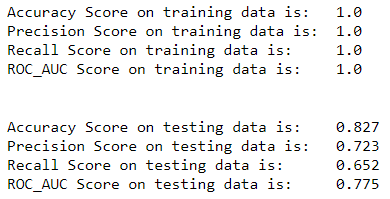 Accuracy Score on training data is: 1.0
Precision Score on training data is: 1.0
Recall Score on training data is: 1.0
ROC_AUC Score on training data is: 1.0
Accuracy Score on testing data is: 0.827
Precision Score on testing data is: 0.723
Recall Score on testing data is: 0.652
ROC_AUC Score on testing data is: 0.775